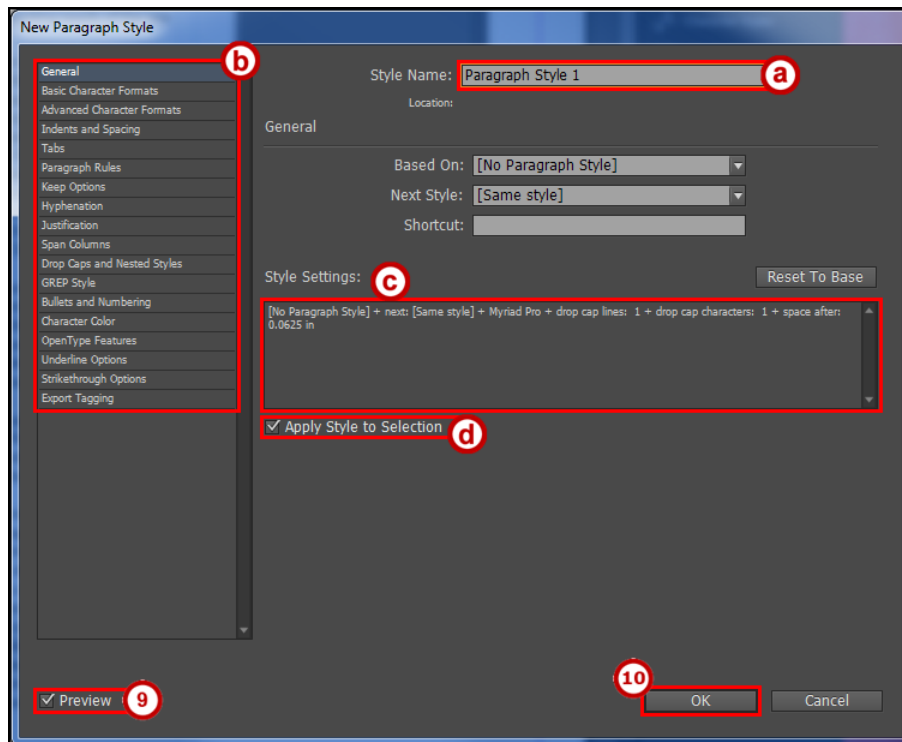 New Paragraph Style
b
General
Basic Character Formats
Advanced Character Formats
Indents and Spacing
Tabs
Paragraph Rules
Keep Options
Hyphenation
Justification
Span Columns
Drop Caps and Nested Styles
GREP Style
Bullets and Numbering
Character Color
OpenType Features
Underline Options
Strikethrough Options
Export Tagging
Style Name: Paragraph Style 1 a
Location:
General
Based On: [No Paragraph Style]
Next Style: [Same style]
Shortcut:
Style Settings: c Reset To Base
[No Paragraph Style] + next: [Same style] + Myriad Pro + drop cap lines: 1 + drop cap characters: 1 + space after:
0.0625 in
Apply Style to Selection d
Preview 9
10
OK Cancel